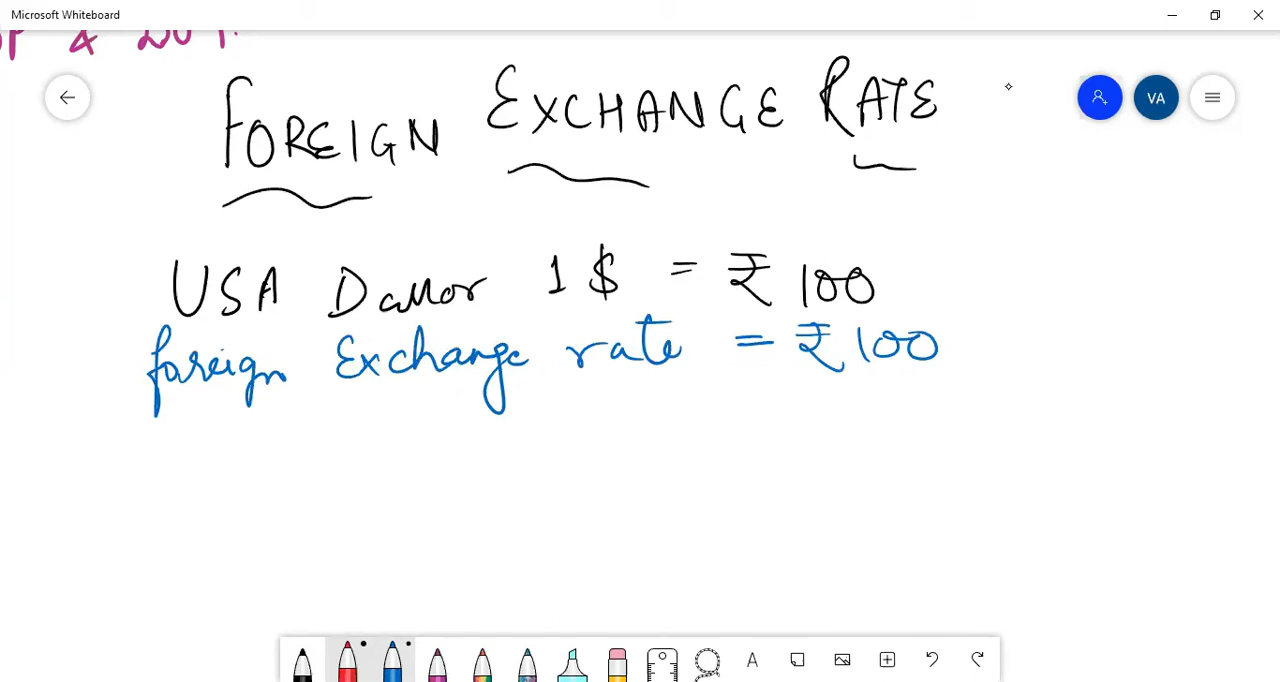 Microsoft Whiteboard
FOREIGN EXCHANGE RATE
VA
USA Dallor 1 $ = ₹ 100
foreign Exchange rate = ₹ 100
A